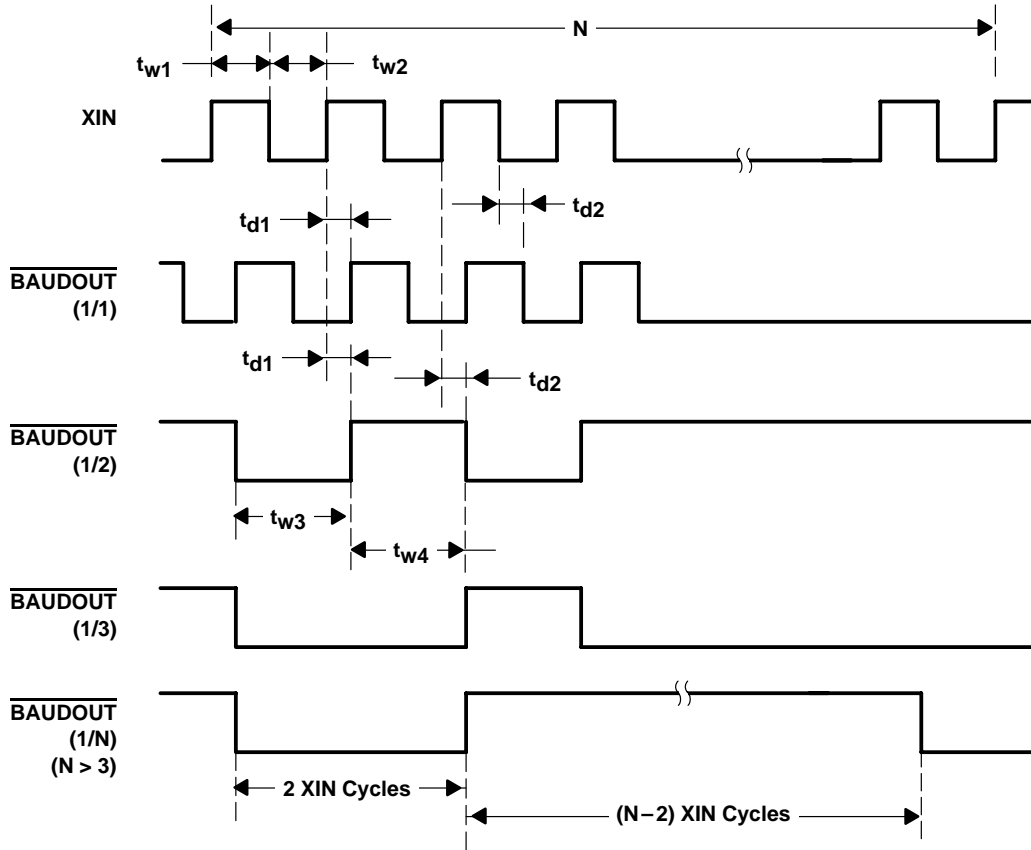 N
tw1
tw2
XIN
td1
td2
BAUDOUT
(1/1)
td1
td2
BAUDOUT
(1/2)
tw3
tw4
BAUDOUT
(1/3)
BAUDOUT
(1/N)
(N > 3)
2 XIN Cycles
(N−2) XIN Cycles